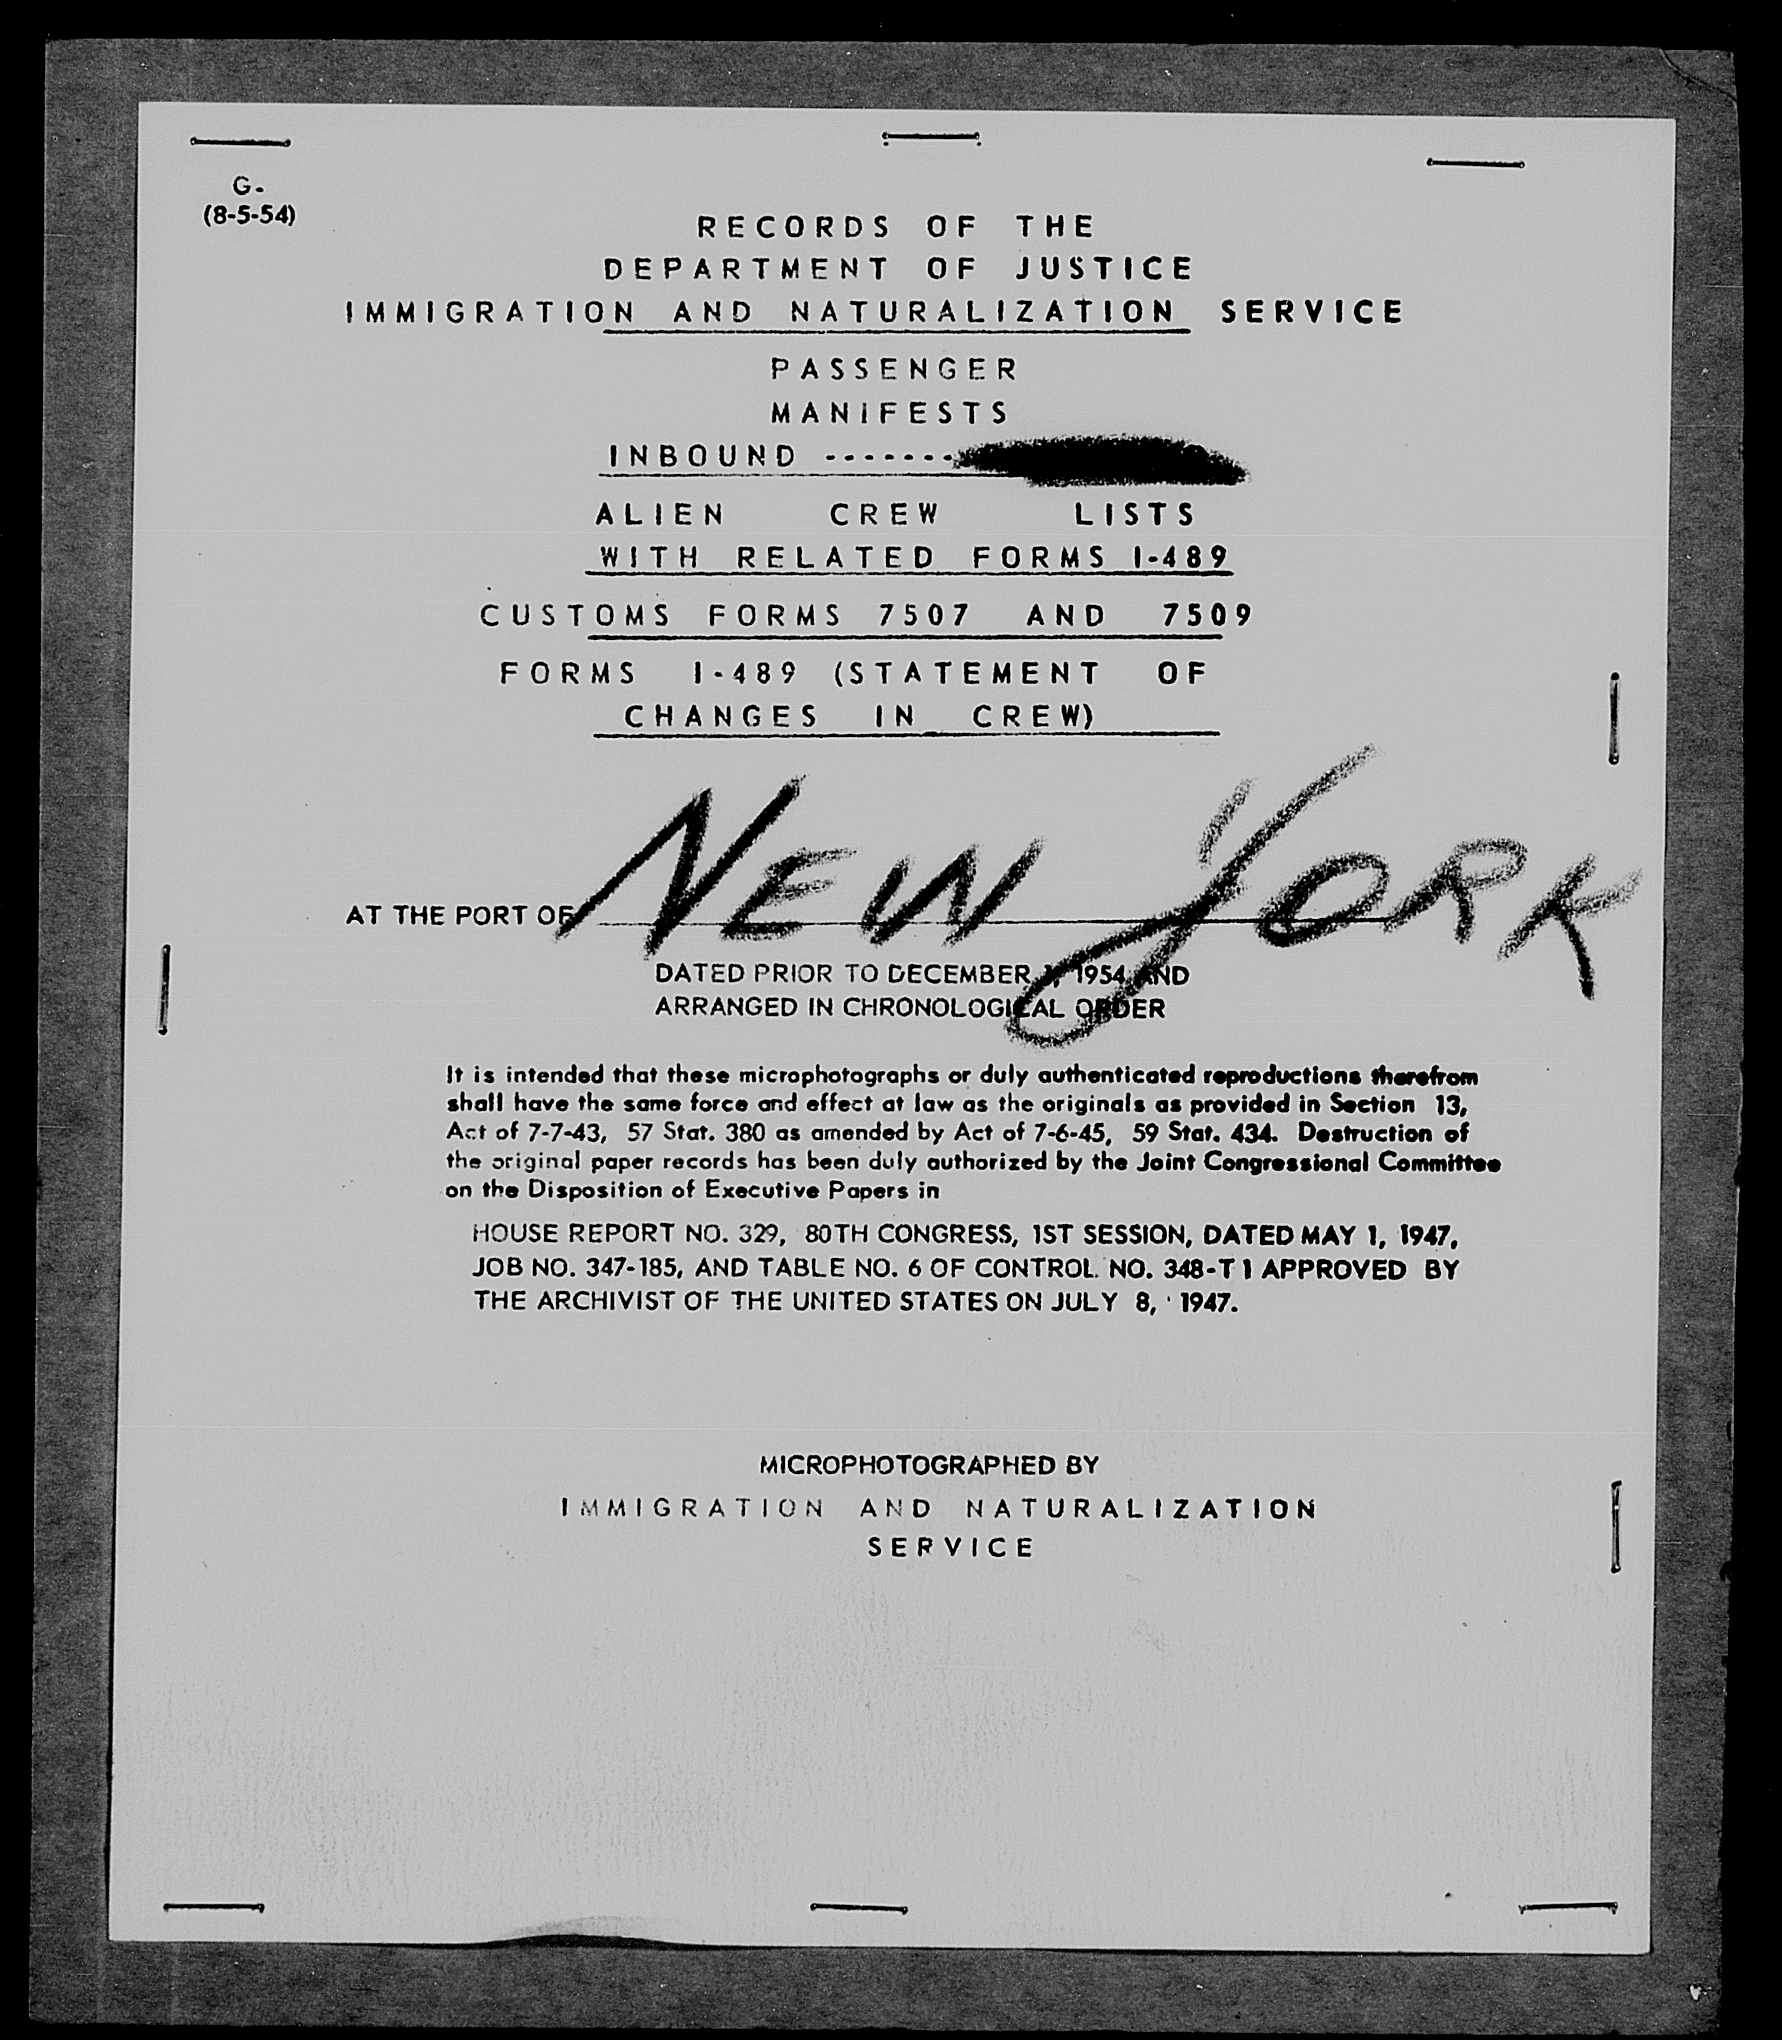 G-
(8-5-54)
RECORDS OF THE
DEPARTMENT OF JUSTICE
IMMIGRATION AND NATURALIZATION SERVICE
PASSENGER
MANIFESTS
INBOUND -------
ALIEN CREW LISTS
WITH RELATED FORMS I-489
CUSTOMS FORMS 7507 AND 7509
FORMS I-489 (STATEMENT OF
CHANGES IN CREW)
AT THE PORT OF NEW YORK
DATED PRIOR TO DECEMBER 1, 1954 AND
ARRANGED IN CHRONOLOGICAL ORDER
It is intended that these microphotographs or duly authenticated reproductions therefrom
shall have the same force and effect at law as the originals as provided in Section 13,
Act of 7-7-43, 57 Stat. 380 as amended by Act of 7-6-45, 59 Stat. 434. Destruction of
the original paper records has been duly authorized by the Joint Congressional Committee
on the Disposition of Executive Papers in
HOUSE REPORT NO. 329, 80TH CONGRESS, 1ST SESSION, DATED MAY 1, 1947,
JOB NO. 347-185, AND TABLE NO. 6 OF CONTROL NO. 348-T1 APPROVED BY
THE ARCHIVIST OF THE UNITED STATES ON JULY 8, 1947.
MICROPHOTOGRAPHED BY
IMMIGRATION AND NATURALIZATION
SERVICE